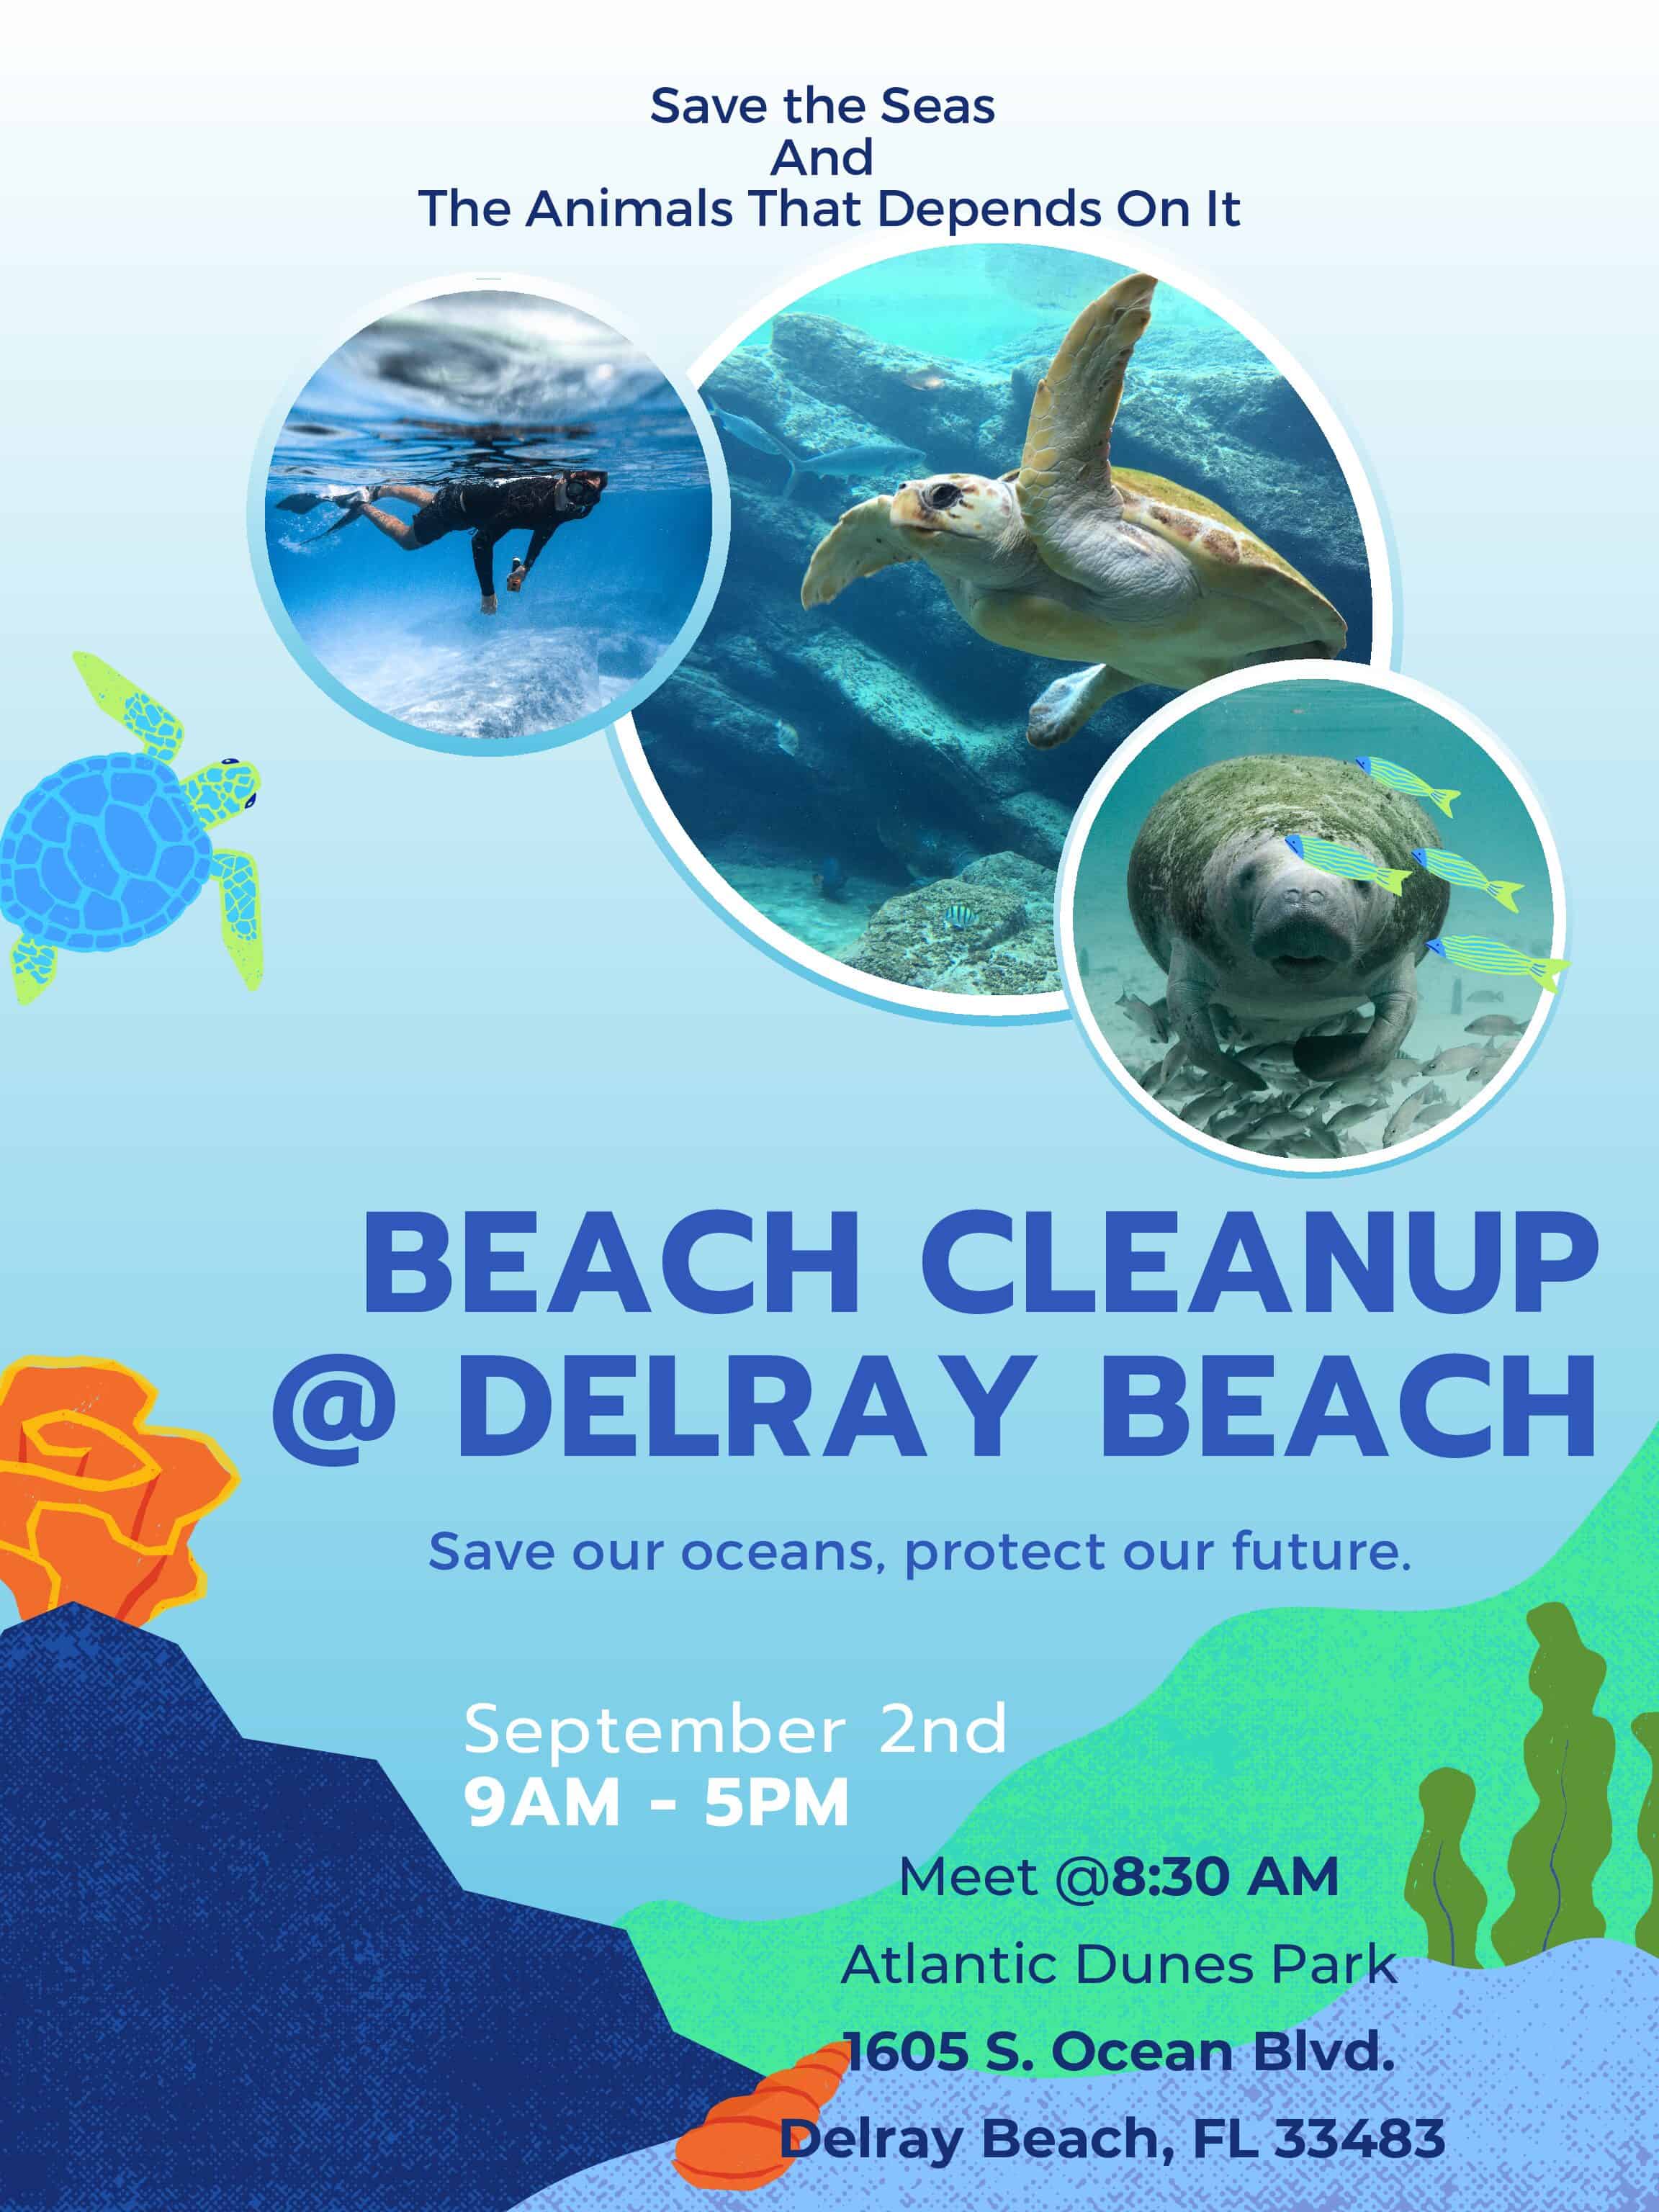 Save the Seas
And
The Animals That Depends On It
BEACH CLEANUP
@ DELRAY BEACH
Save our oceans, protect our future.
September 2nd
9AM - 5PM
Meet @8:30 AM
Atlantic Dunes Park
1605 S. Ocean Blvd.
Delray Beach, FL 33483